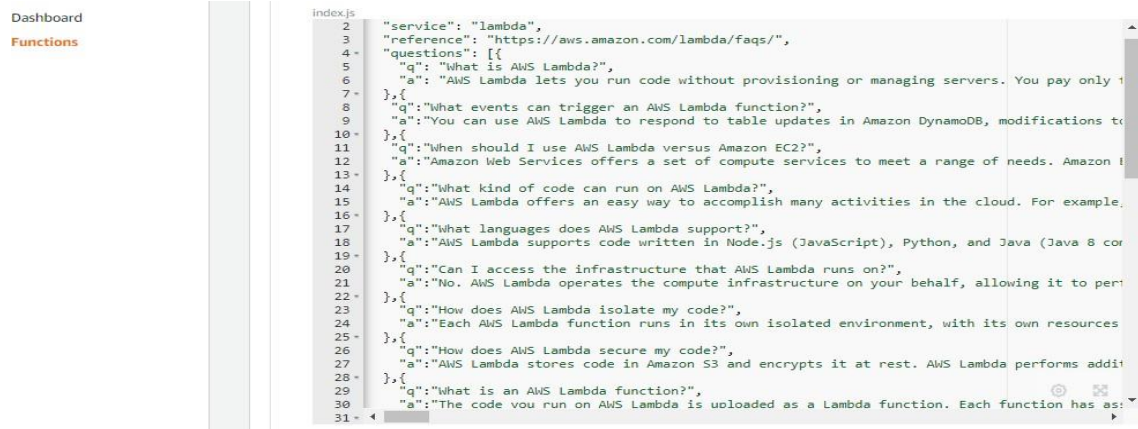 Dashboard
Functions
index.js
2 "service": "lambda",
3 "reference": "https://aws.amazon.com/lambda/faqs/",
4 "questions": [{
5 "q": "What is AWS Lambda?",
6 "a": "AWS Lambda lets you run code without provisioning or managing servers. You pay only
7 },{
8 "q":"What events can trigger an AWS Lambda function?",
9 "a":"You can use AWS Lambda to respond to table updates in Amazon DynamoDB, modifications
10 },{
11 "q":"When should I use AWS Lambda versus Amazon EC2?",
12 "a":"Amazon Web Services offers a set of compute services to meet a range of needs. Amazon
13 },{
14 "q":"What kind of code can run on AWS Lambda?",
15 "a":"AWS Lambda offers an easy way to accomplish many activities in the cloud. For example,
16 },{
17 "q":"What languages does AWS Lambda support?",
18 "a":"AWS Lambda supports code written in Node.js (JavaScript), Python, and Java (Java 8
19 },{
20 "q":"Can I access the infrastructure that AWS Lambda runs on?",
21 "a":"No. AWS Lambda operates the compute infrastructure on your behalf, allowing it to
22 },{
23 "q":"How does AWS Lambda isolate my code?",
24 "a":"Each AWS Lambda function runs in its own isolated environment, with its own resources
25 },{
26 "q":"How does AWS Lambda secure my code?",
27 "a":"AWS Lambda stores code in Amazon S3 and encrypts it at rest. AWS Lambda performs
28 },{
29 "q":"What is an AWS Lambda function?",
30 "a":"The code you run on AWS Lambda is uploaded as a Lambda function. Each function has
31